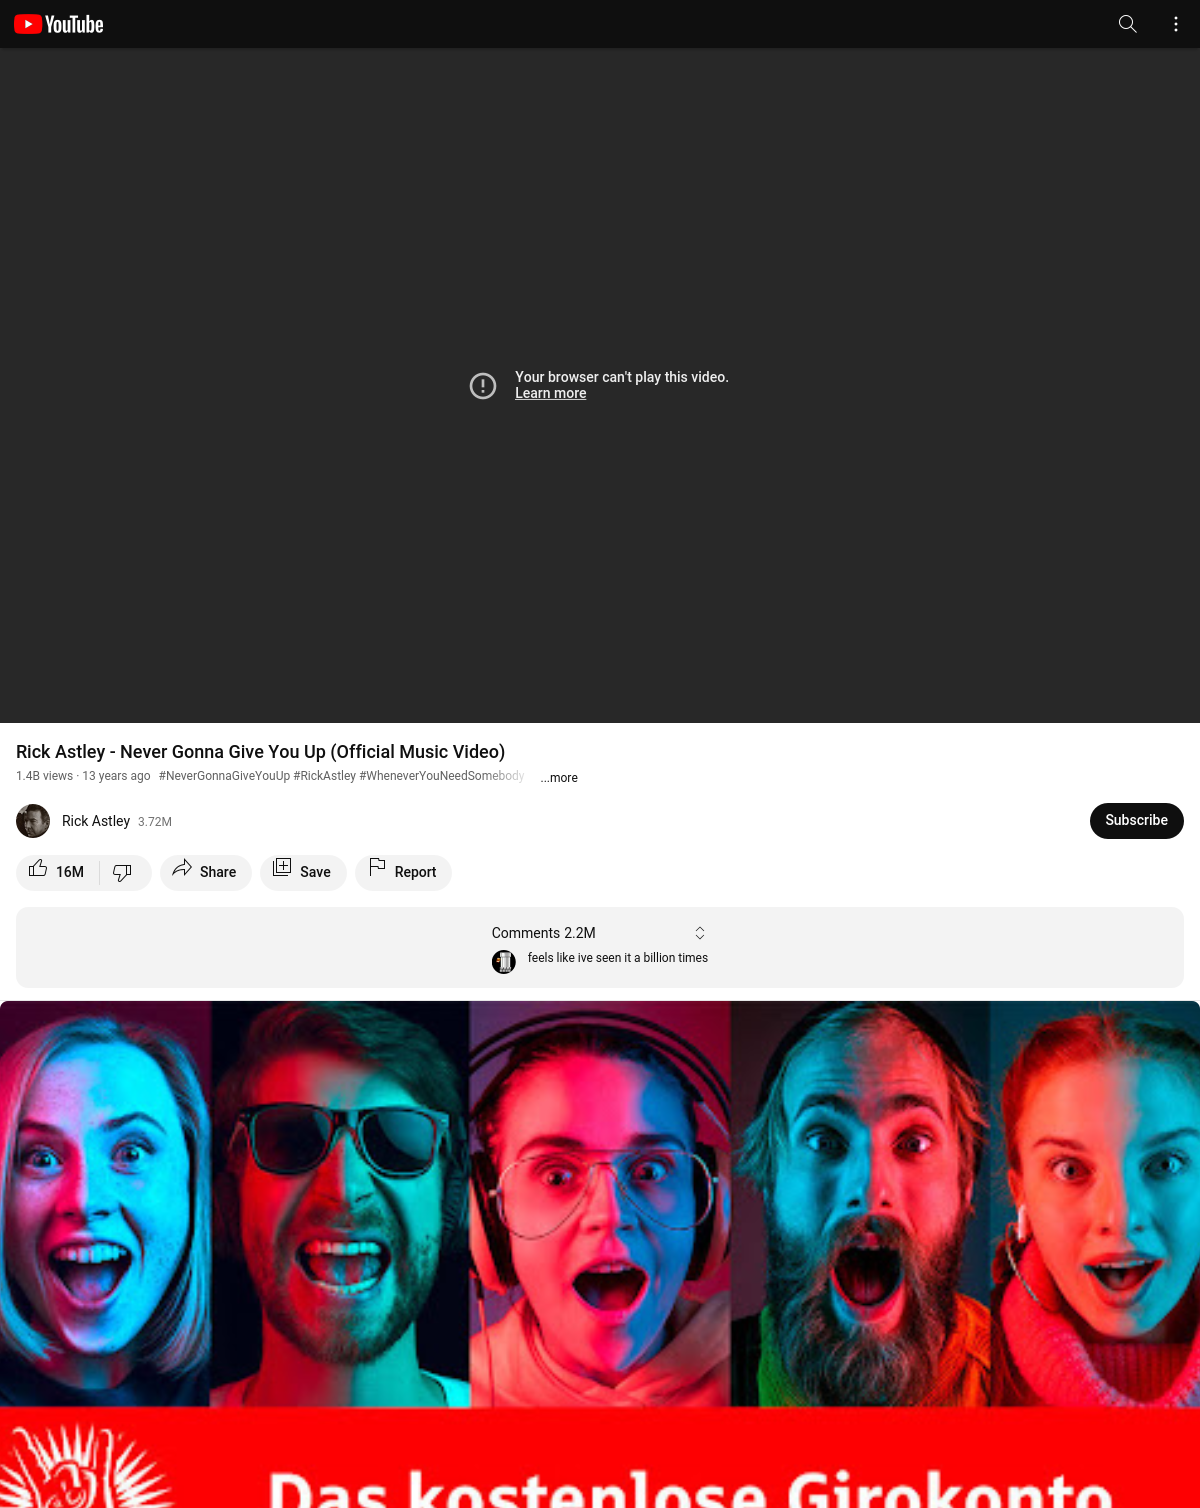 YouTube
Your browser can't play this video.
Learn more
Rick Astley - Never Gonna Give You Up (Official Music Video)
1.4B views · 13 years ago #NeverGonnaGiveYouUp #RickAstley #WheneverYouNeedSomebody ...more
Rick Astley 3.72M
Subscribe
16M
Share
Save
Report
Comments 2.2M
feels like ive seen it a billion times
Das kostenlose Girokonto